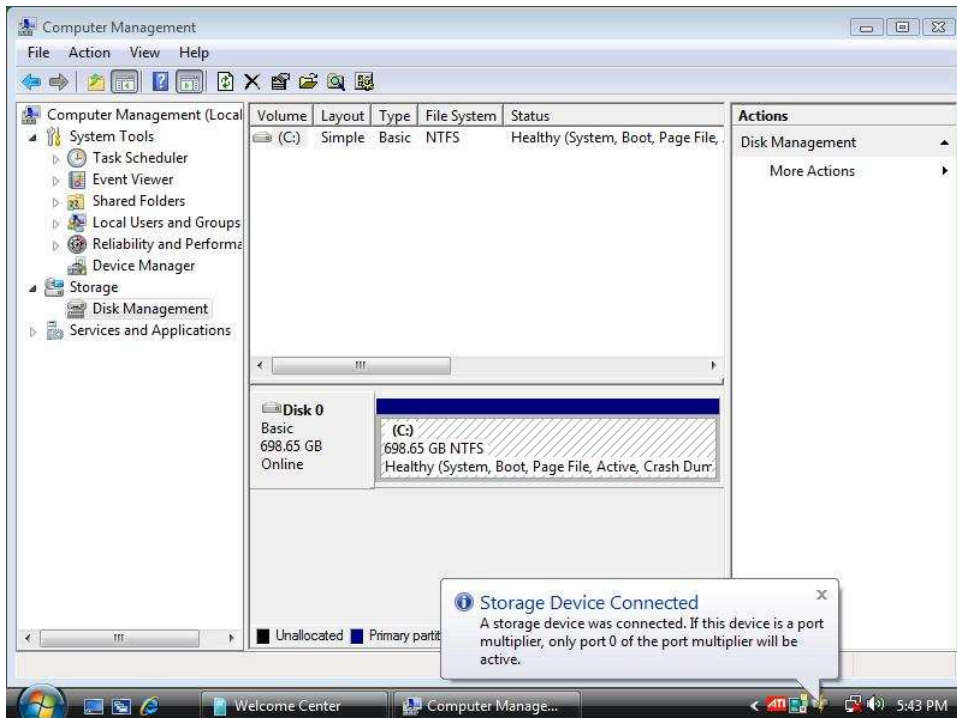 Computer Management
File Action View Help
Computer Management (Local
System Tools
Task Scheduler
Event Viewer
Shared Folders
Local Users and Groups
Reliability and Performa
Device Manager
Storage
Disk Management
Services and Applications
Volume Layout Type File System Status
(C:) Simple Basic NTFS Healthy (System, Boot, Page File,
Actions
Disk Management
More Actions
Disk 0
Basic
698.65 GB
Online
(C:)
698.65 GB NTFS
Healthy (System, Boot, Page File, Active, Crash Dum
Unallocated Primary partit
Storage Device Connected
A storage device was connected. If this
device is a port
multiplier, only port 0 of the port multiplier will be
active.
Welcome Center
Computer Manage...
ATI
5:43 PM